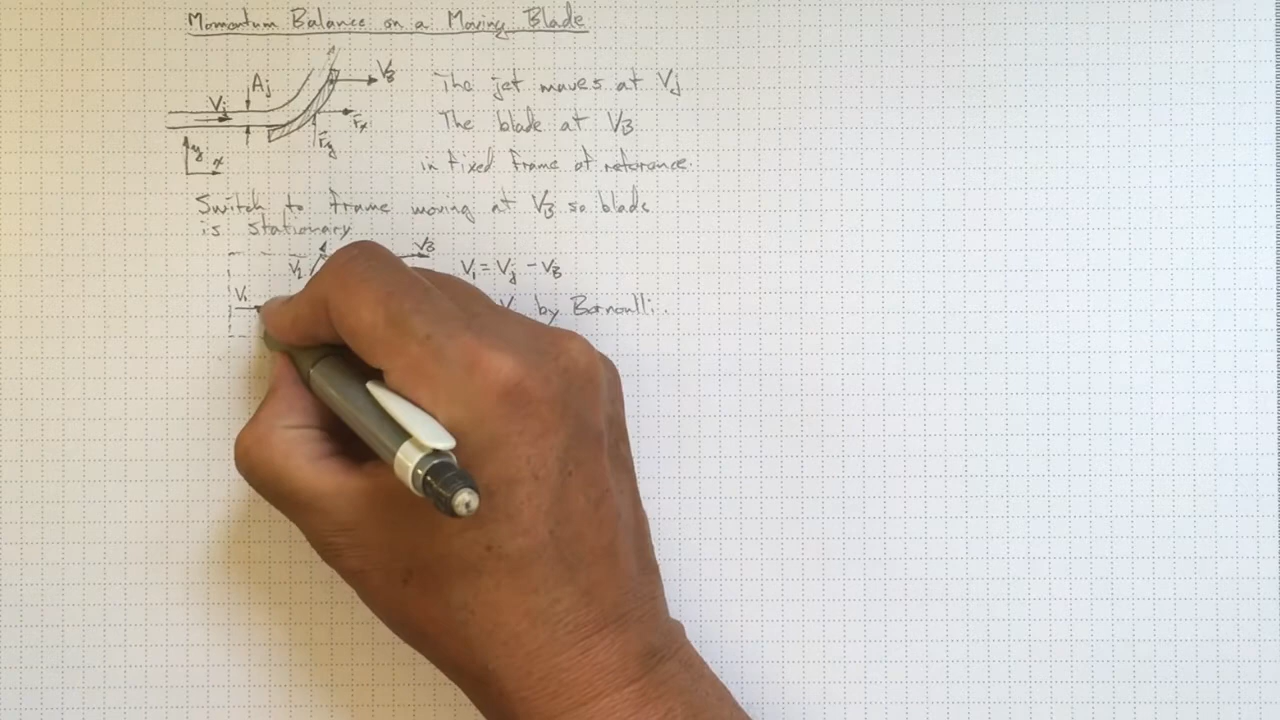 Momentum Balance on a Moving Blade
Aj
VB
Vj
Fx
Fy
y
x
The jet moves at Vj
The blade at VB
in fixed frame of reference.
Switch to frame moving at VB so blade
is stationary
VB
V2
V1
V1 = Vj - VB
by Bernoulli.